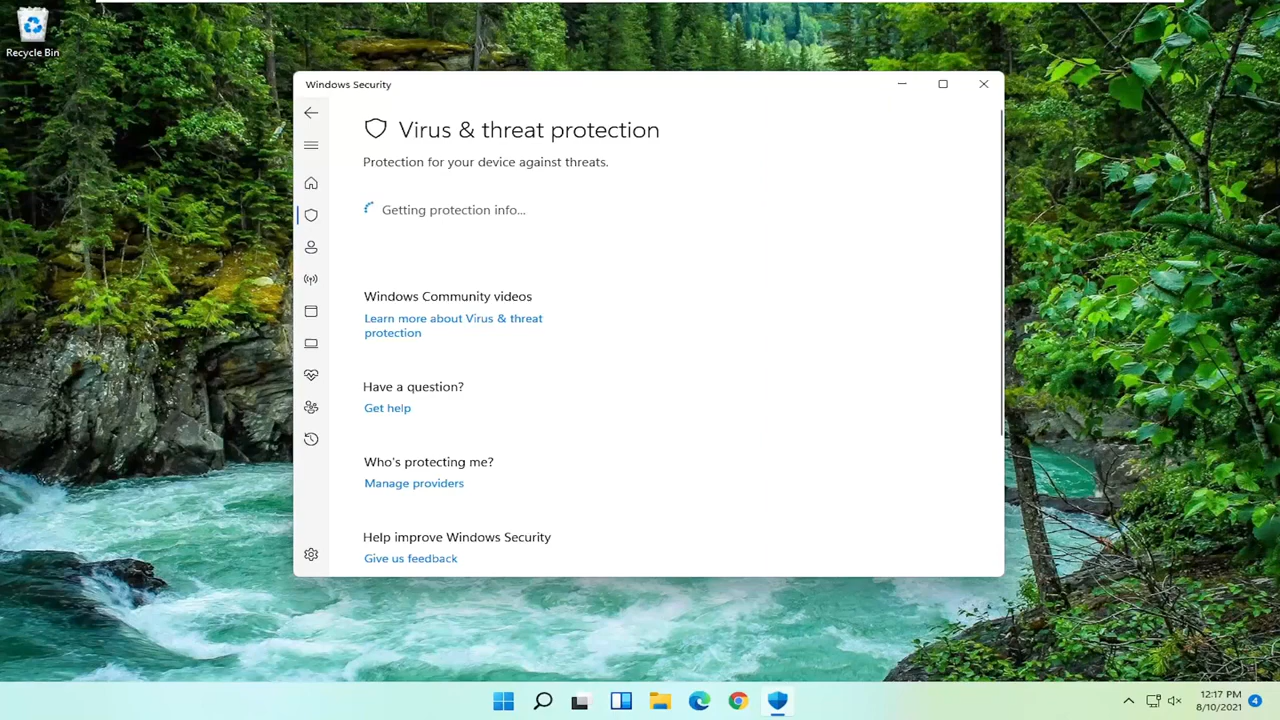 Recycle Bin
Windows Security
Virus & threat protection
Protection for your device against threats.
Getting protection info...
Windows Community videos
Learn more about Virus & threat
protection
Have a question?
Get help
Who's protecting me?
Manage providers
Help improve Windows Security
Give us feedback
12:17 PM
8/10/2021
4